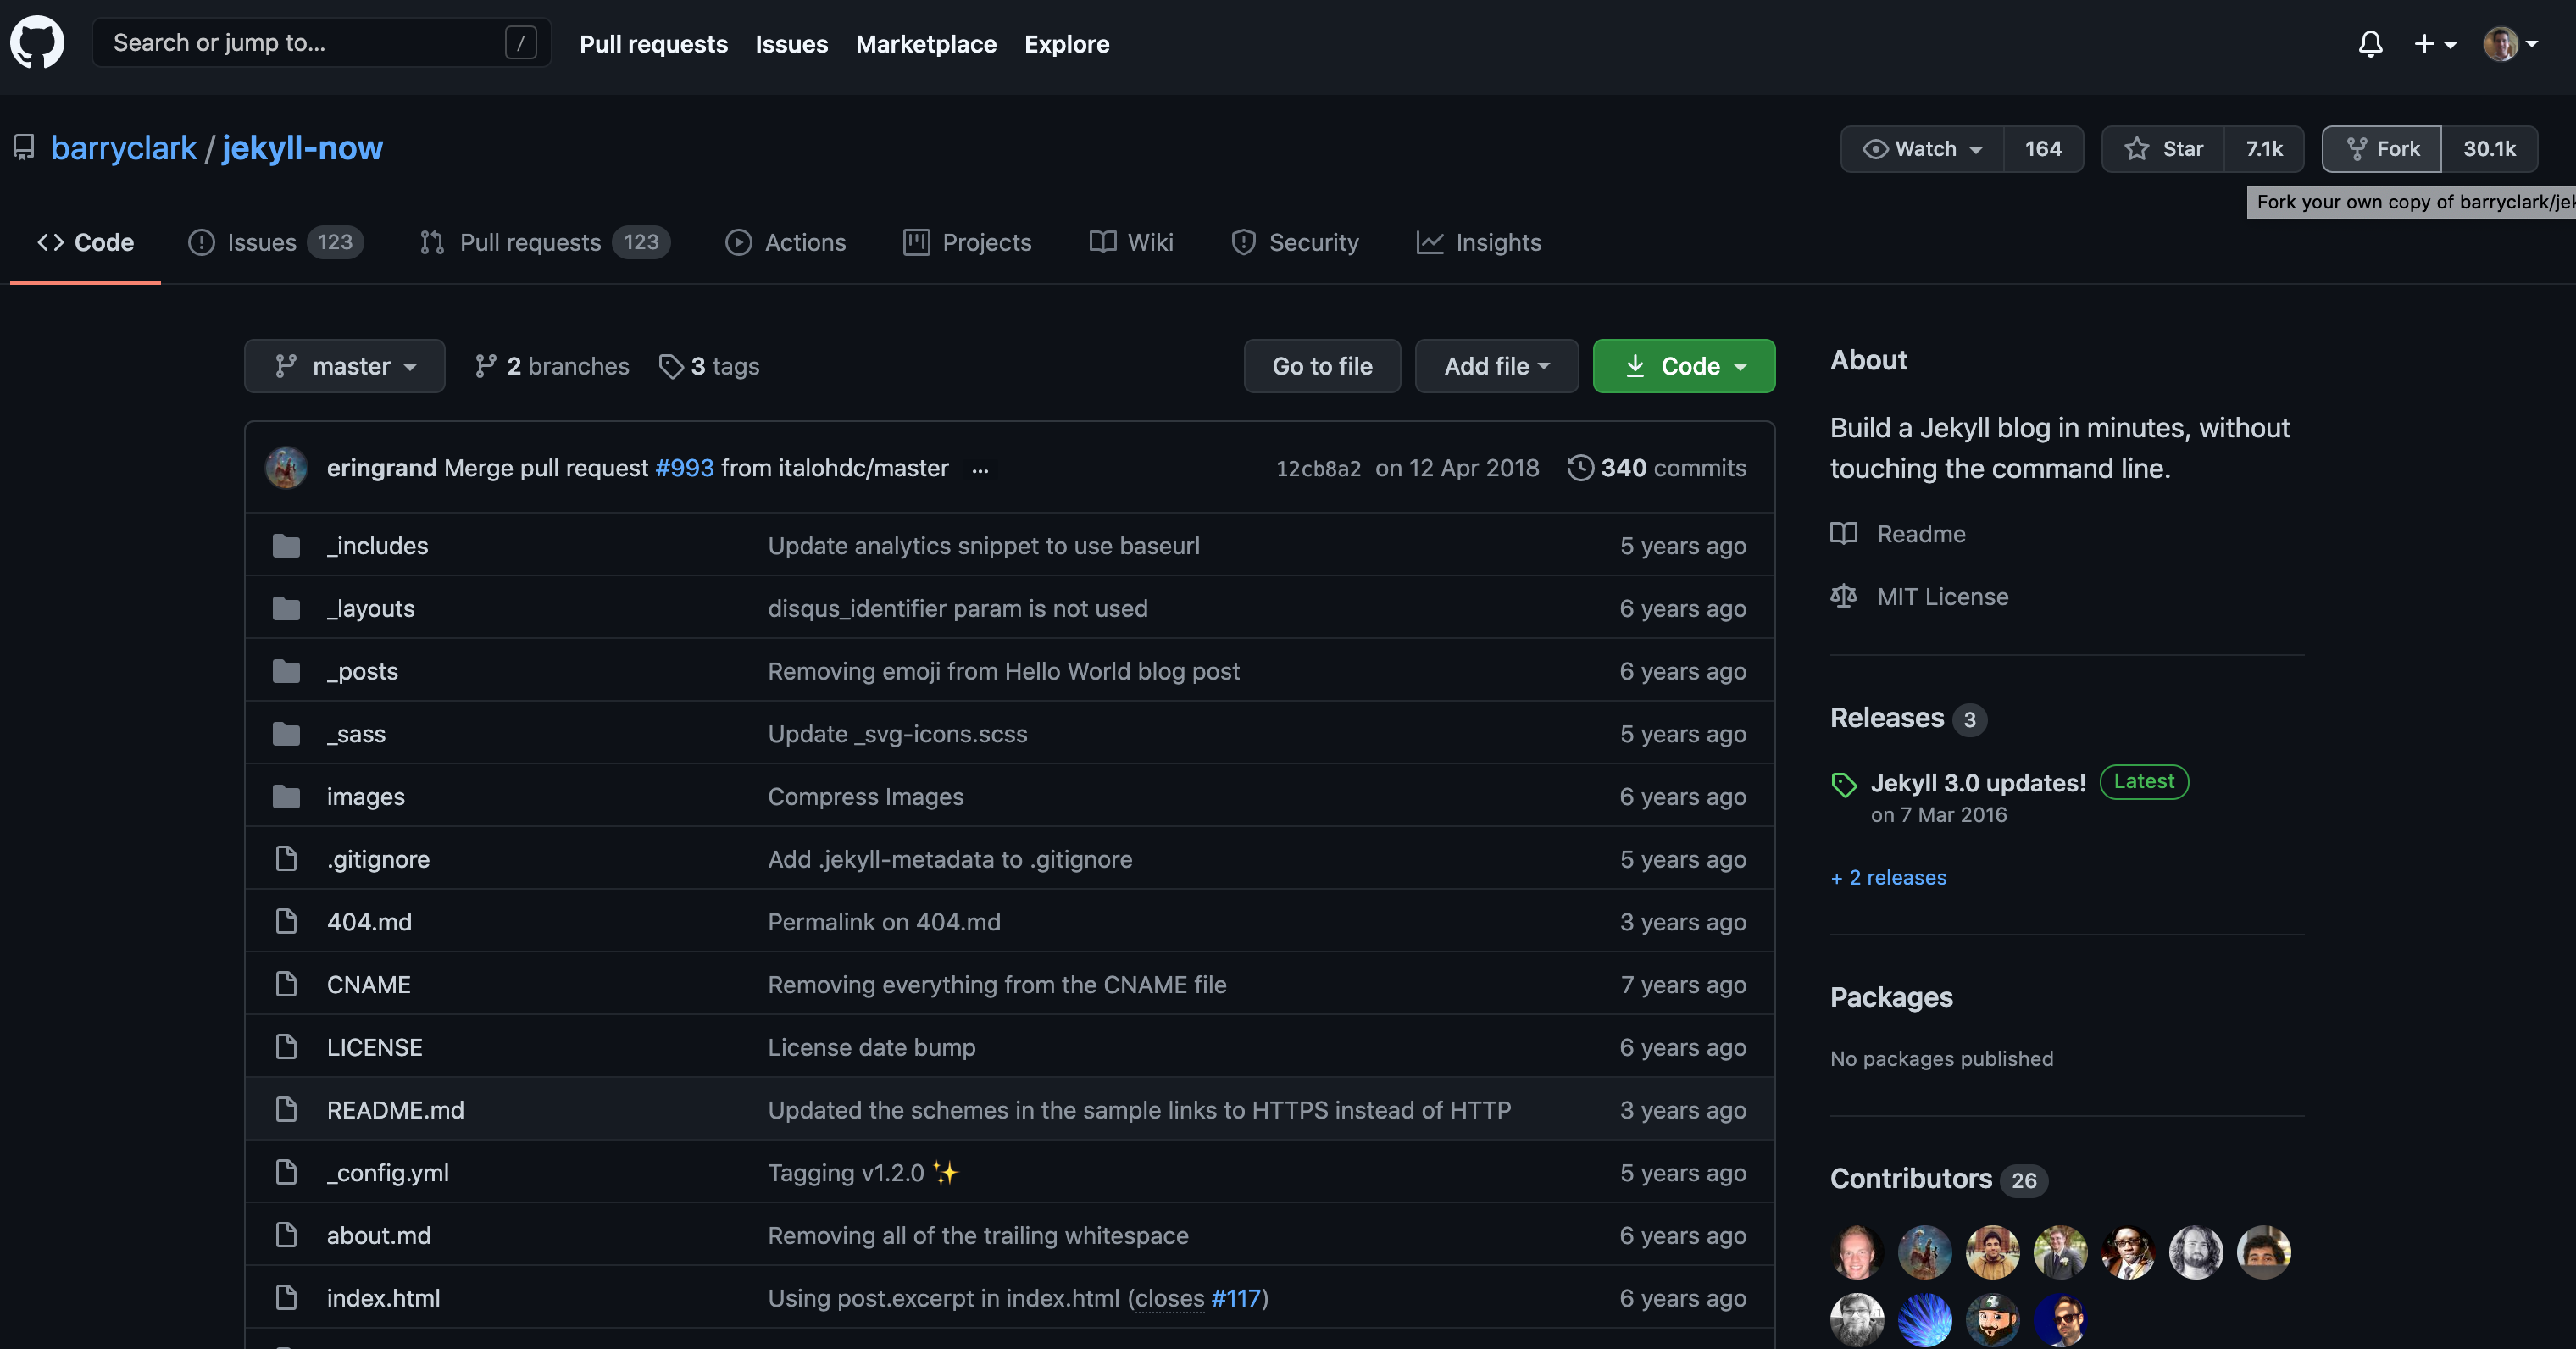 Search or jump to... /
Pull requests Issues Marketplace Explore
barryclark / jekyll-now
Watch 164 Star 7.1k Fork 30.1k
Fork your own copy of barryclark/jek
Code Issues 123 Pull requests 123 Actions Projects Wiki Security Insights
master 2 branches 3 tags Go to file Add file Code
eringrand Merge pull request #993 from italohdc/master ... 12cb8a2 on 12 Apr 2018 340 commits
_includes Update analytics snippet to use baseurl 5 years ago
_layouts disqus_identifier param is not used 6 years ago
_posts Removing emoji from Hello World blog post 6 years ago
_sass Update _svg-icons.scss 5 years ago
images Compress Images 6 years ago
.gitignore Add .jekyll-metadata to .gitignore 5 years ago
404.md Permalink on 404.md 3 years ago
CNAME Removing everything from the CNAME file 7 years ago
LICENSE License date bump 6 years ago
README.md Updated the schemes in the sample links to HTTPS instead of HTTP 3 years ago
_config.yml Tagging v1.2.0 ✨ 5 years ago
about.md Removing all of the trailing whitespace 6 years ago
index.html Using post.excerpt in index.html (closes #117) 6 years ago
About
Build a Jekyll blog in minutes, without
touching the command line.
Readme
MIT License
Releases 3
Jekyll 3.0 updates! Latest
on 7 Mar 2016
+ 2 releases
Packages
No packages published
Contributors 26